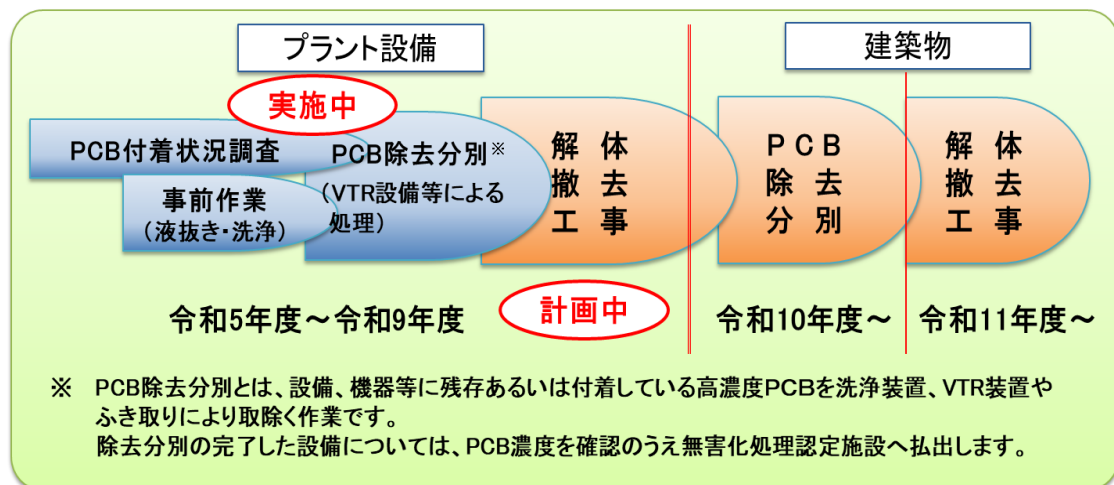 プラント設備
建築物
実施中
PCB付着状況調査
事前作業
(液抜き・洗浄)
PCB除去分別※
(VTR設備等による
処理)
解体
撤去
工事
PCB
除去
分別
解体
撤去
工事
計画中
令和5年度～令和9年度
令和10年度～
令和11年度～
※ PCB除去分別とは、設備、機器等に残存あるいは付着している高濃度PCBを洗浄装置、VTR装置や
ふき取りにより取除く作業です。
除去分別の完了した設備については、PCB濃度を確認のうえ無害化処理認定施設へ払出します。